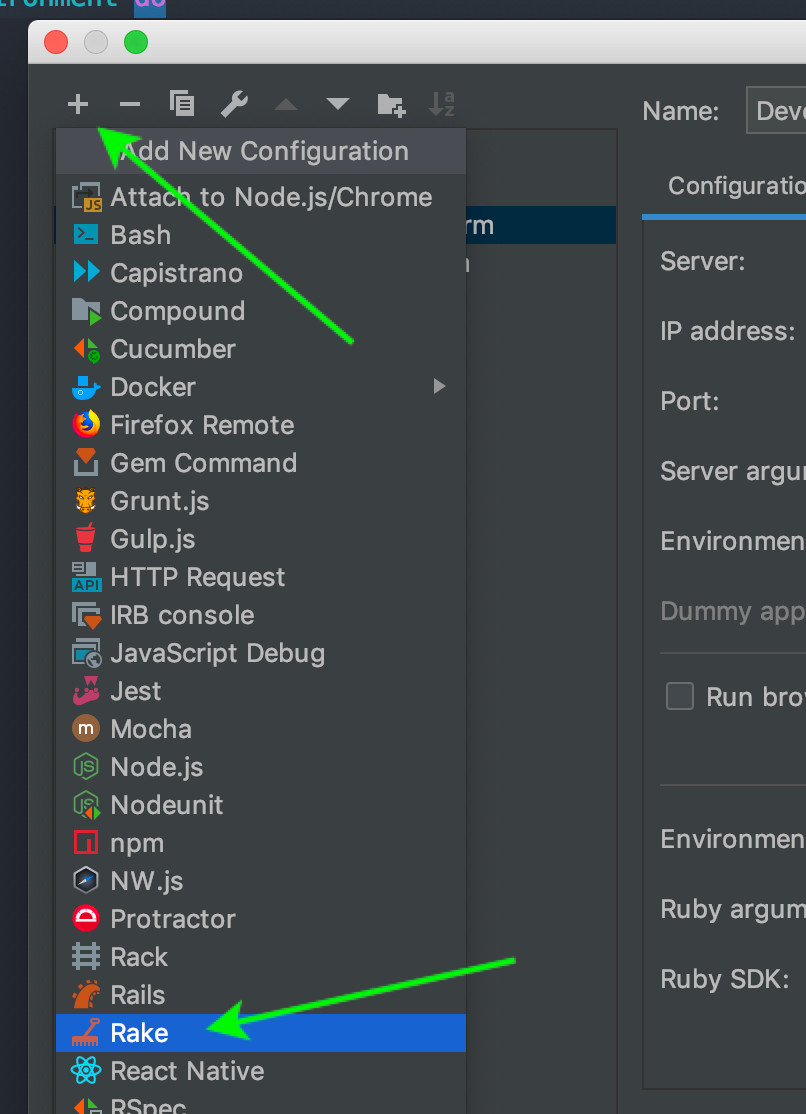 do
Name:
Add New Configuration
Configuratio
Attach to Node.js/Chrome
Bash
rm
Server:
Capistrano
Compound
IP address:
Cucumber
Docker
Port:
Firefox Remote
Gem Command
Server argu
Grunt.js
Gulp.js
Environmen
HTTP Request
IRB console
Dummy app
JavaScript Debug
Jest
Run bro
Mocha
Node.js
Nodeunit
npm
Environmen
NW.js
Protractor
Ruby argum
Rack
Rails
Ruby SDK:
Rake
React Native
RSpec